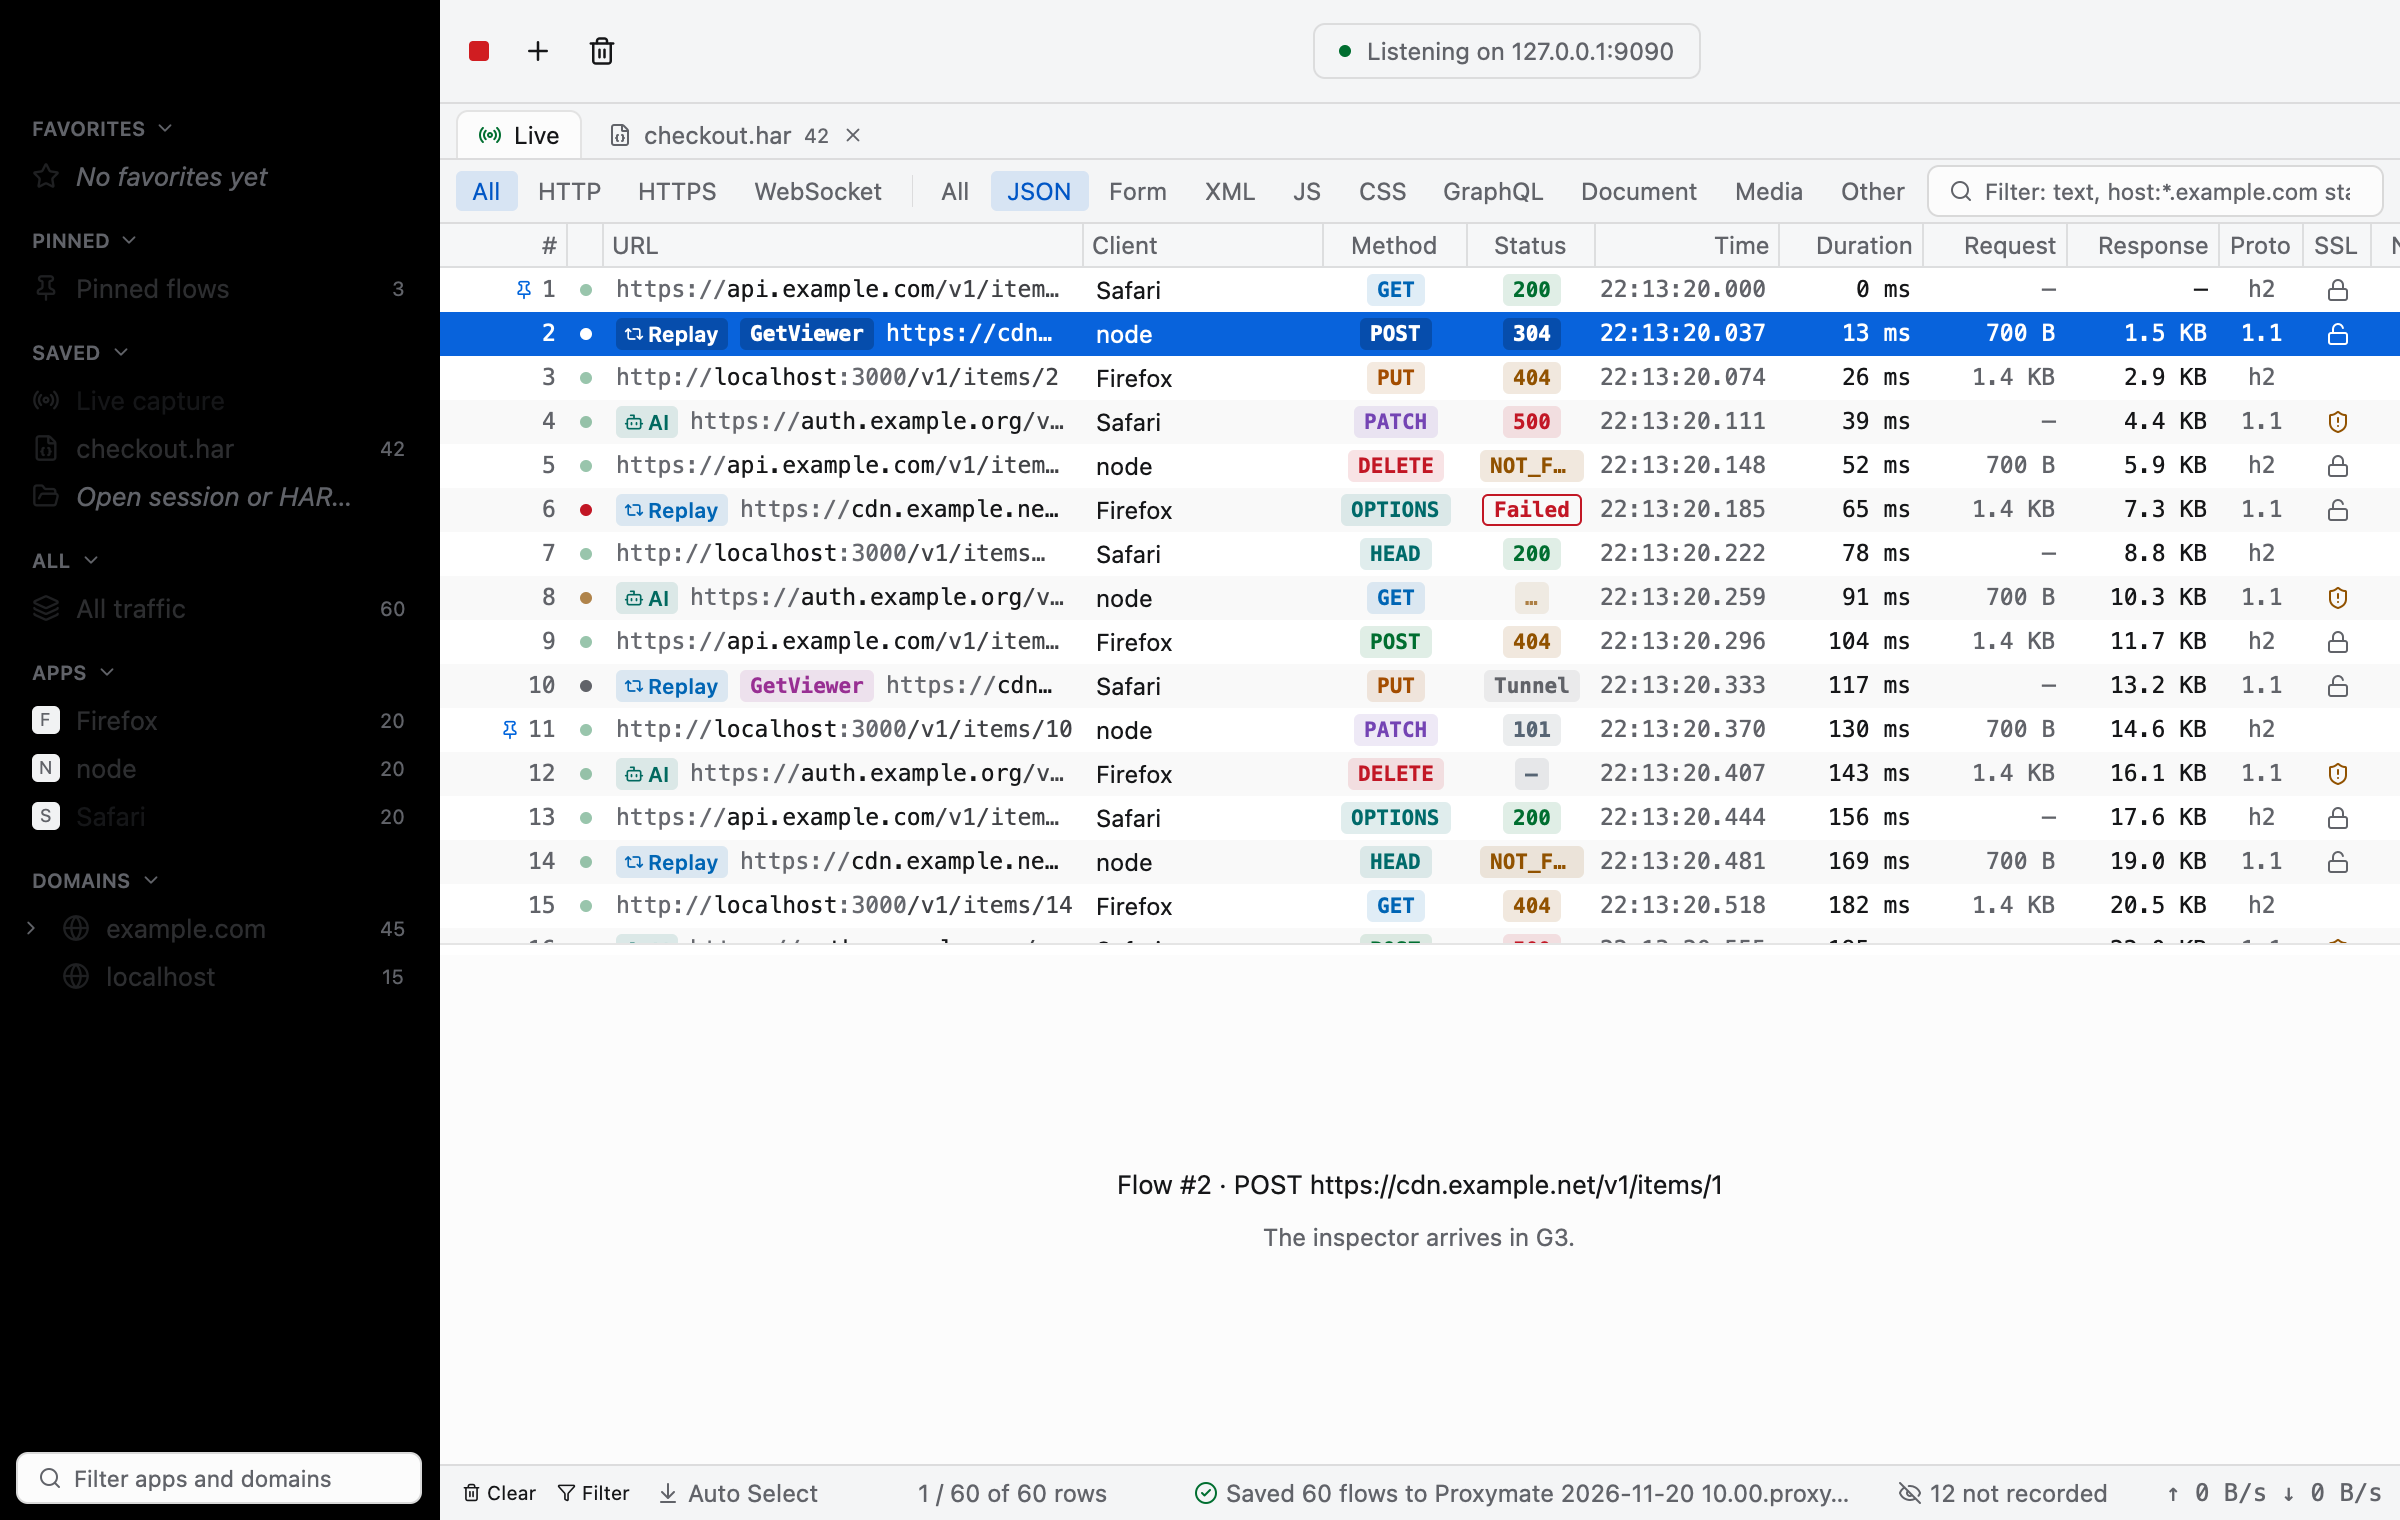 FAVORITES
No favorites yet
PINNED
Pinned flows 3
SAVED
Live capture
checkout.har 42
Open session or HAR…
ALL
All traffic 60
APPS
F Firefox 20
N node 20
S Safari 20
DOMAINS
example.com 45
localhost 15
Filter apps and domains
Listening on 127.0.0.1:9090
Live checkout.har 42
All HTTP HTTPS WebSocket All JSON Form XML JS CSS GraphQL Document Media Other Filter: text, host:*.example.com sta
# URL Client Method Status Time Duration Request Response Proto SSL
1 https://api.example.com/v1/item… Safari GET 200 22:13:20.000 0 ms — — h2
2 Replay GetViewer https://cdn… node POST 304 22:13:20.037 13 ms 700 B 1.5 KB 1.1
3 http://localhost:3000/v1/items/2 Firefox PUT 404 22:13:20.074 26 ms 1.4 KB 2.9 KB h2
4 AI https://auth.example.org/v… Safari PATCH 500 22:13:20.111 39 ms — 4.4 KB 1.1
5 https://api.example.com/v1/item… node DELETE NOT_F… 22:13:20.148 52 ms 700 B 5.9 KB h2
6 Replay https://cdn.example.ne… Firefox OPTIONS Failed 22:13:20.185 65 ms 1.4 KB 7.3 KB 1.1
7 http://localhost:3000/v1/items… Safari HEAD 200 22:13:20.222 78 ms — 8.8 KB h2
8 AI https://auth.example.org/v… node GET … 22:13:20.259 91 ms 700 B 10.3 KB 1.1
9 https://api.example.com/v1/item… Firefox POST 404 22:13:20.296 104 ms 1.4 KB 11.7 KB h2
10 Replay GetViewer https://cdn… Safari PUT Tunnel 22:13:20.333 117 ms — 13.2 KB 1.1
11 http://localhost:3000/v1/items/10 node PATCH 101 22:13:20.370 130 ms 700 B 14.6 KB h2
12 AI https://auth.example.org/v… Firefox DELETE — 22:13:20.407 143 ms 1.4 KB 16.1 KB 1.1
13 https://api.example.com/v1/item… Safari OPTIONS 200 22:13:20.444 156 ms — 17.6 KB h2
14 Replay https://cdn.example.ne… node HEAD NOT_F… 22:13:20.481 169 ms 700 B 19.0 KB 1.1
15 http://localhost:3000/v1/items/14 Firefox GET 404 22:13:20.518 182 ms 1.4 KB 20.5 KB h2
Flow #2 · POST https://cdn.example.net/v1/items/1
The inspector arrives in G3.
Clear Filter Auto Select 1 / 60 of 60 rows Saved 60 flows to Proxymate 2026-11-20 10.00.proxy… 12 not recorded ↑ 0 B/s ↓ 0 B/s